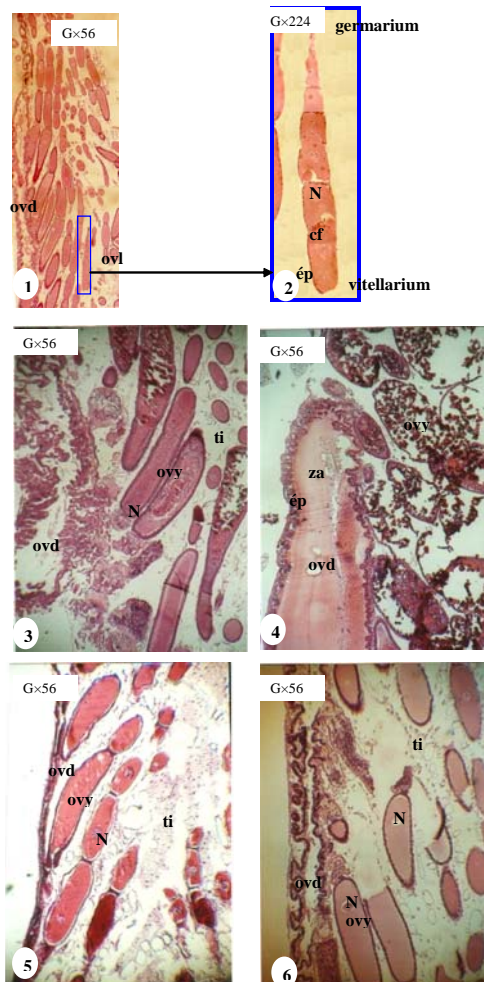 G×56
ovd
ovl
1
G×224
germarium
N
cf
ép
2
vitellarium
G×56
ti
ovy
N
ovd
3
G×56
ovy
za
ép
ovd
4
G×56
ovd
ovy
N
ti
5
G×56
ti
N
ovd
N
ovy
6